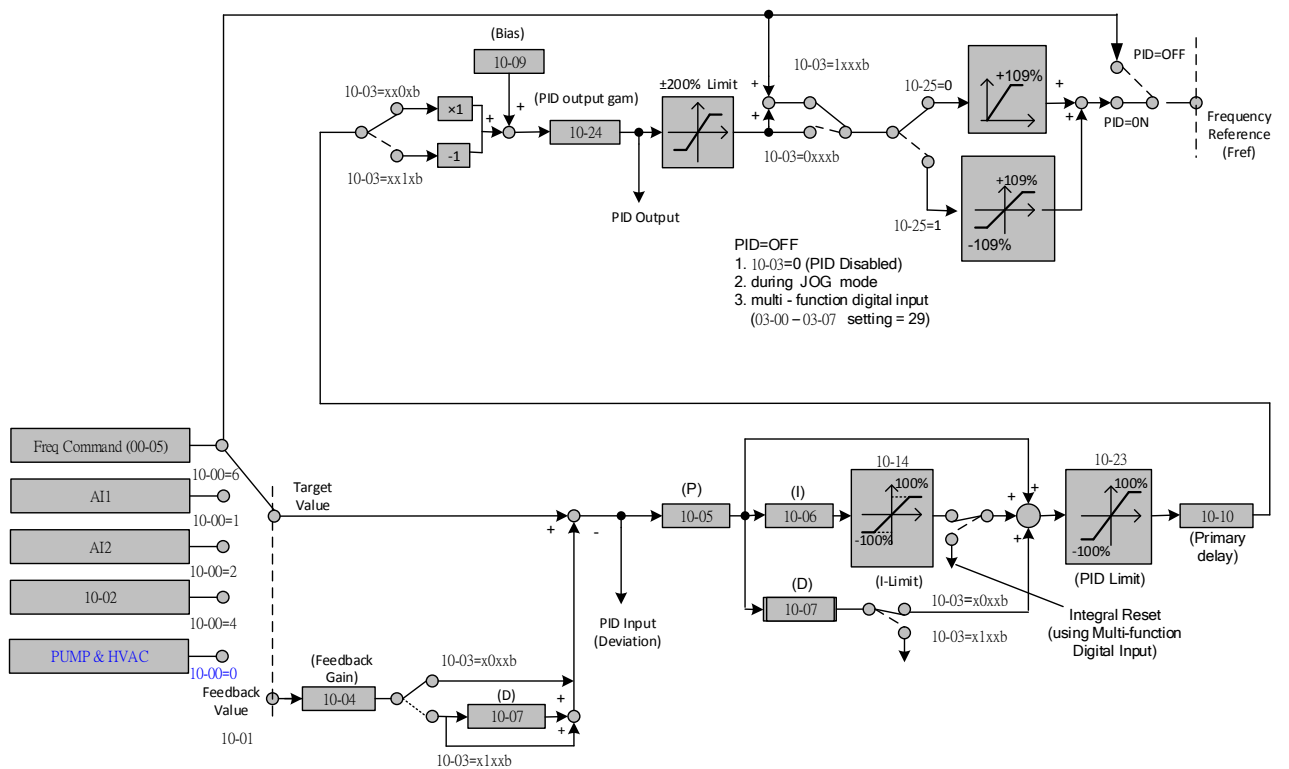 (Bias)
10-09
10-03=xx0xb
×1
-1
10-03=xx1xb
+
+
(PID output gam)
10-24
PID Output
±200% Limit
+
+
10-03=1xxxb
10-03=0xxxb
10-25=0
+109%
10-25=1
+109%
-109%
+
+
PID=OFF
PID=0N
Frequency
Reference
(Fref)
PID=OFF
1. 10-03=0 (PID Disabled)
2. during JOG mode
3. multi - function digital input
(03-00 – 03-07 setting = 29)
Freq Command (00-05)
10-00=6
AI1
10-00=1
AI2
10-00=2
10-02
10-00=4
PUMP & HVAC
10-00=0
Target
Value
Feedback
Value
10-01
(Feedback
Gain)
10-04
10-03=x0xxb
(D)
10-07
+
+
10-03=x1xxb
+
-
PID Input
(Deviation)
(P)
10-05
(I)
10-06
10-14
100%
-100%
(I-Limit)
(D)
10-07
10-03=x0xxb
10-03=x1xxb
+
+
+
Integral Reset
(using Multi-function
Digital Input)
10-23
100%
-100%
(PID Limit)
10-10
(Primary
delay)